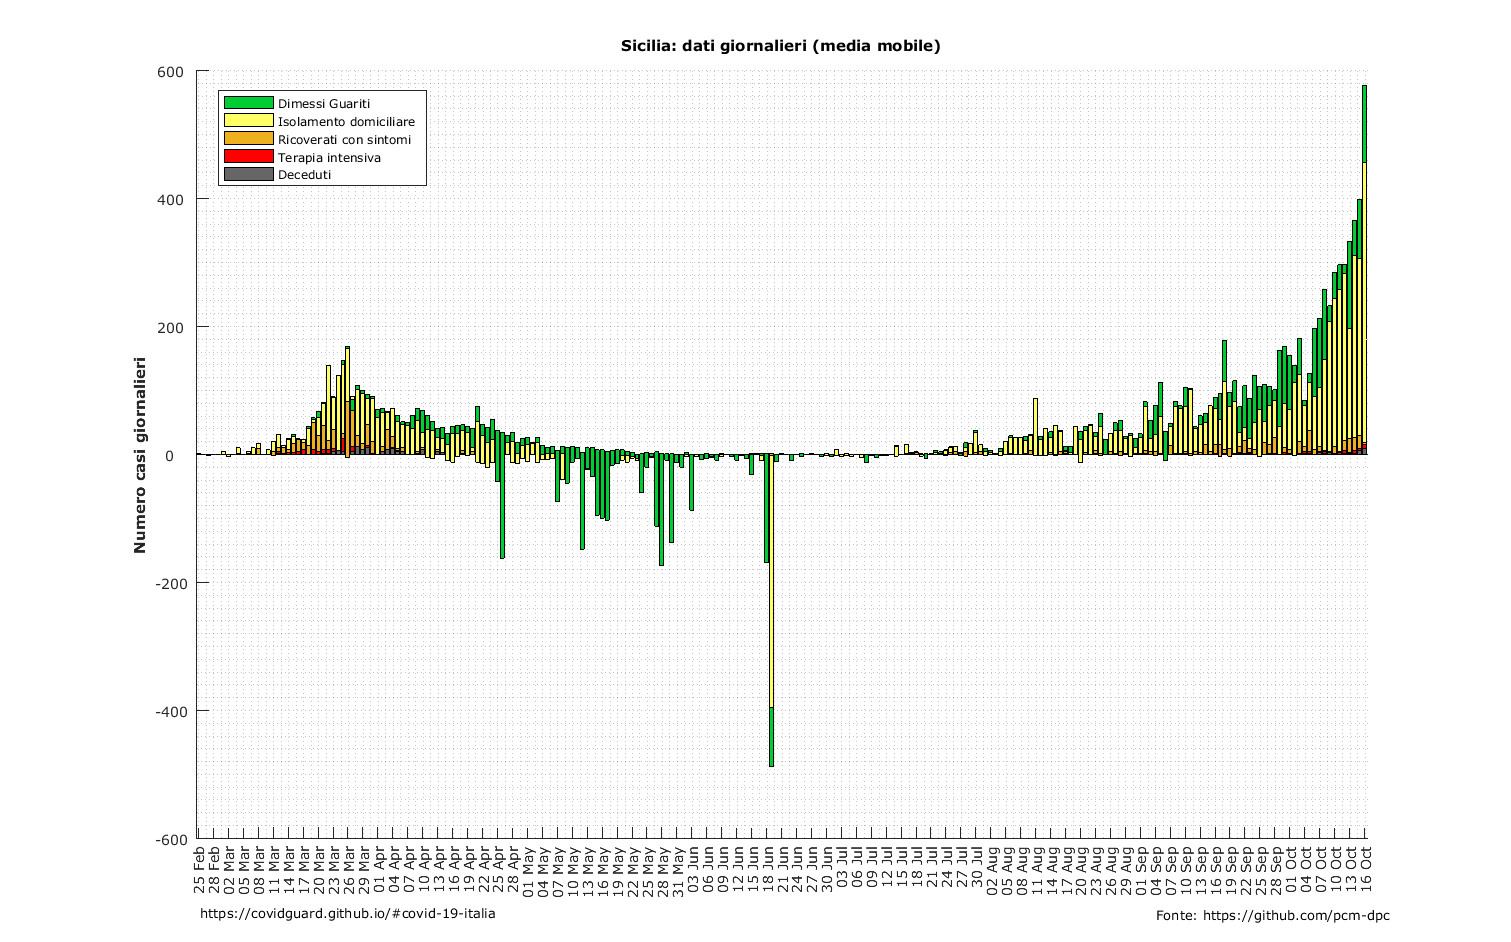 Sicilia: dati giornalieri (media mobile)
600
400
200
0
-200
-400
-600
Numero casi giornalieri
Dimessi Guariti
Isolamento domiciliare
Ricoverati con sintomi
Terapia intensiva
Deceduti
25 Feb
28 Feb
02 Mar
05 Mar
08 Mar
11 Mar
14 Mar
17 Mar
20 Mar
23 Mar
26 Mar
29 Mar
01 Apr
04 Apr
07 Apr
10 Apr
13 Apr
16 Apr
19 Apr
22 Apr
25 Apr
28 Apr
01 May
04 May
07 May
10 May
13 May
16 May
19 May
22 May
25 May
28 May
31 May
03 Jun
06 Jun
09 Jun
12 Jun
15 Jun
18 Jun
21 Jun
24 Jun
27 Jun
30 Jun
03 Jul
06 Jul
09 Jul
12 Jul
15 Jul
18 Jul
21 Jul
24 Jul
27 Jul
30 Jul
02 Aug
05 Aug
08 Aug
11 Aug
14 Aug
17 Aug
20 Aug
23 Aug
26 Aug
29 Aug
01 Sep
04 Sep
07 Sep
10 Sep
13 Sep
16 Sep
19 Sep
22 Sep
25 Sep
28 Sep
01 Oct
04 Oct
07 Oct
10 Oct
13 Oct
16 Oct
https://covidguard.github.io/#covid-19-italia
Fonte: https://github.com/pcm-dpc